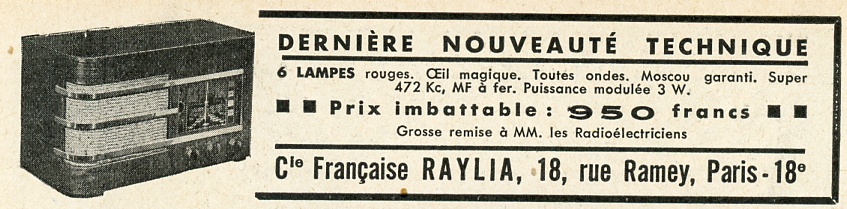 DERNIÈRE NOUVEAUTÉ TECHNIQUE
6 LAMPES rouges. Œil magique. Toutes ondes. Moscou garanti. Super
472 Kc, MF à fer. Puissance modulée 3 W.
■ ■ Prix imbattable : 950 francs ■ ■
Grosse remise à MM. les Radioélectriciens
Cie Française RAYLIA, 18, rue Ramey, Paris-18e